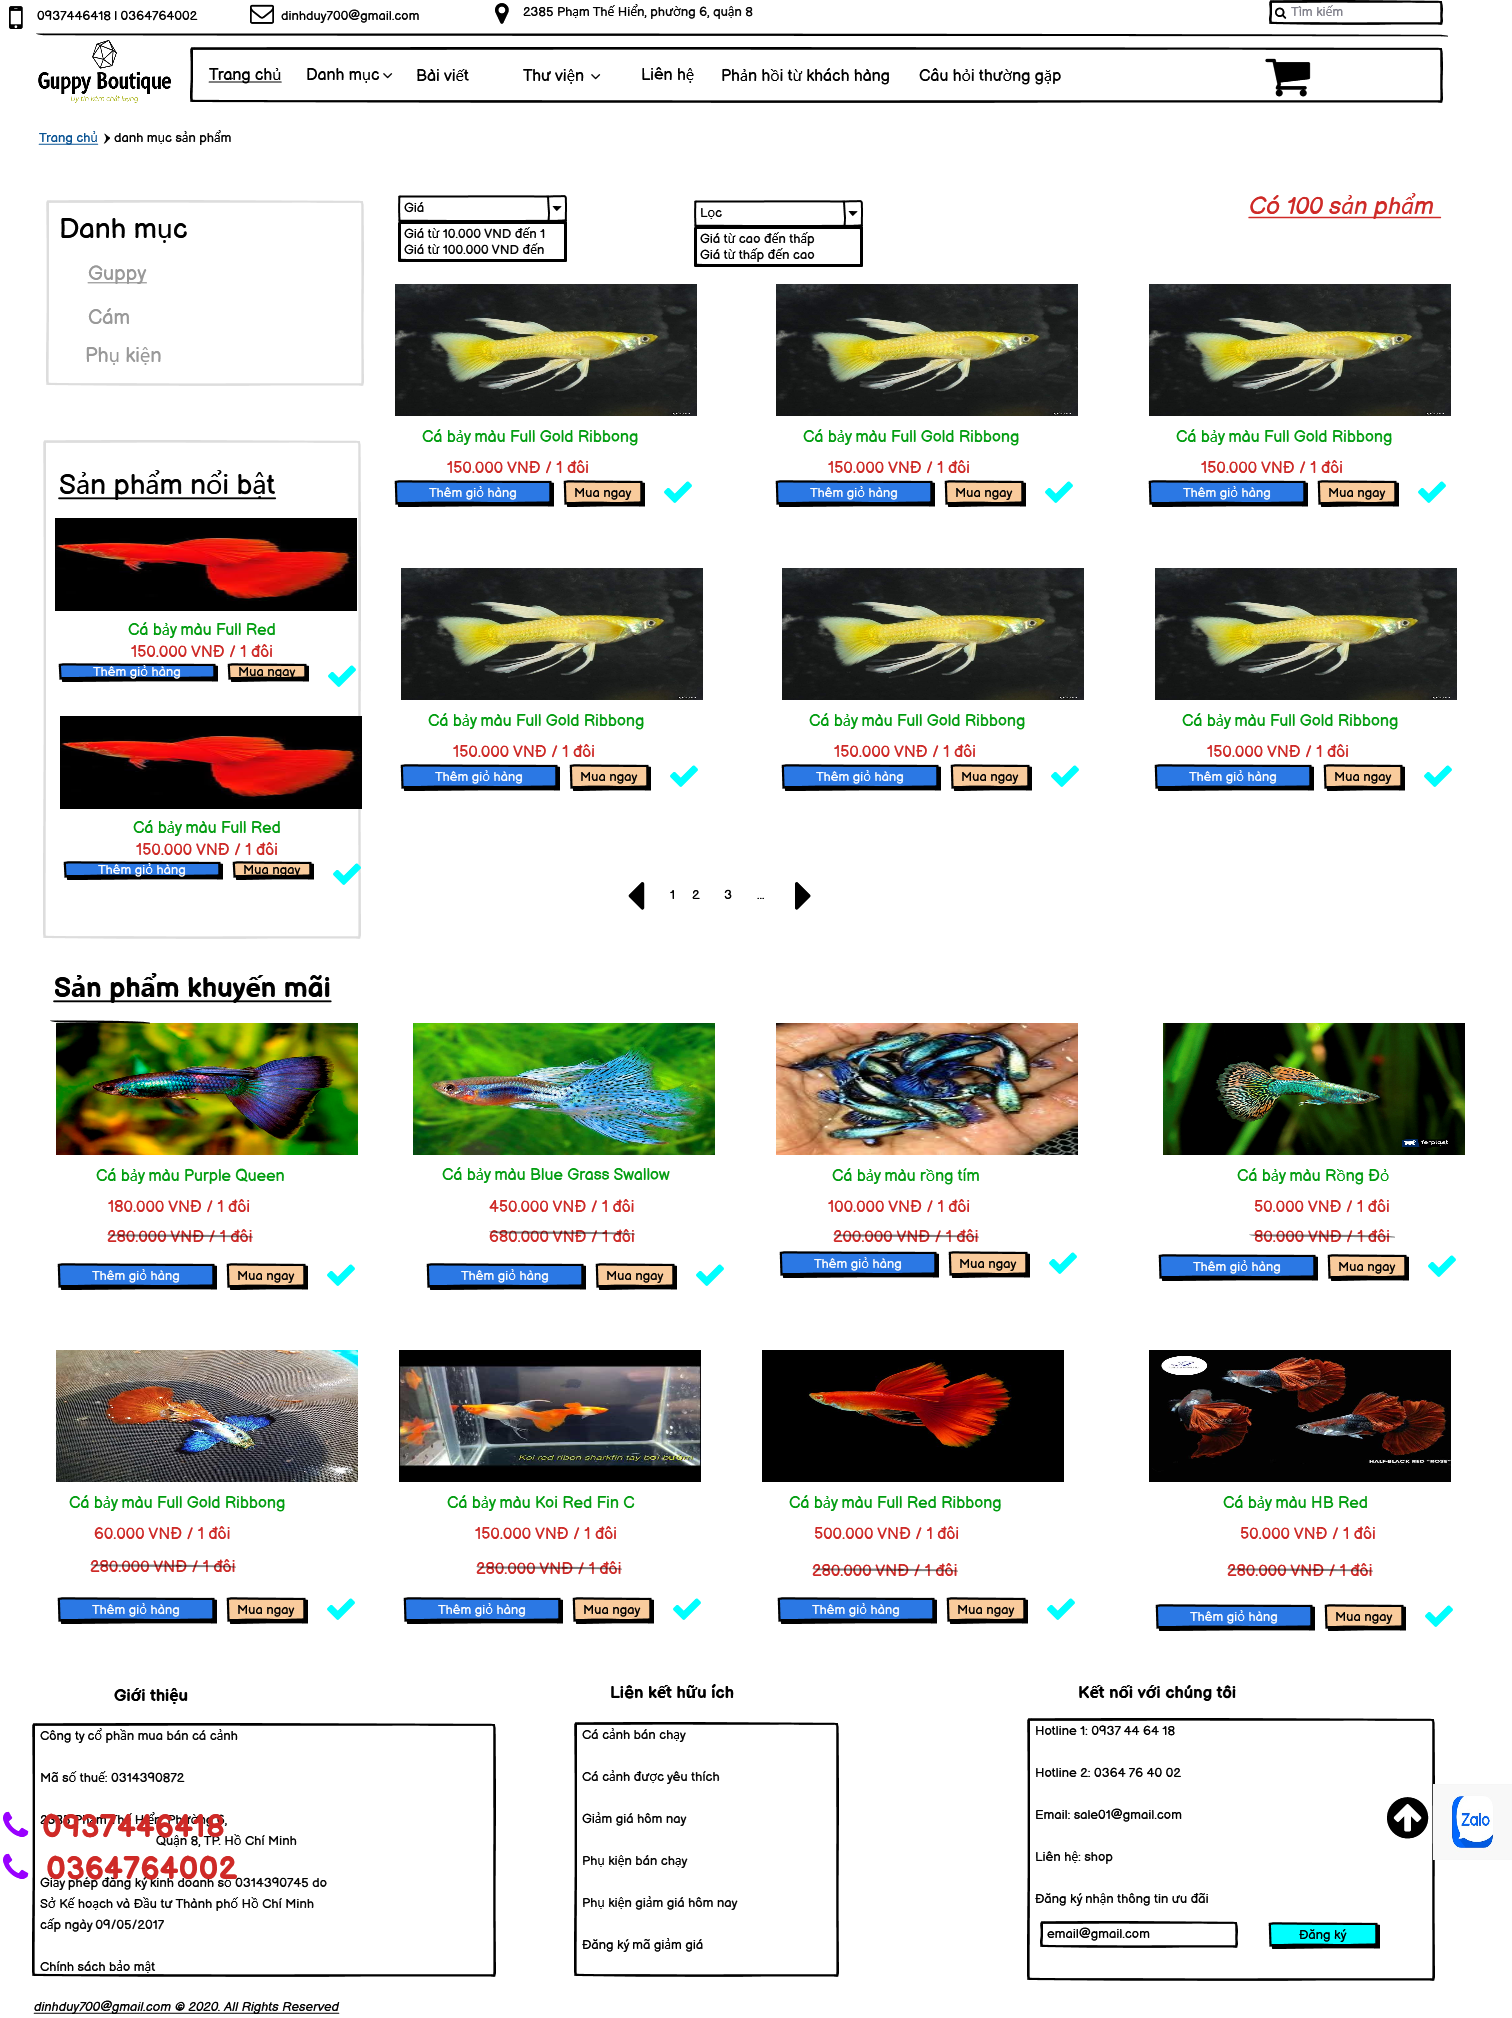 0937446418 | 0364764002
dinhduy700@gmail.com
2385 Phạm Thế Hiển, phường 6, quận 8
Tìm kiếm
Guppy Boutique
Trang chủ
Danh mục
Bài viết
Thư viện
Liên hệ
Phản hồi từ khách hàng
Câu hỏi thường gặp
Trang chủ
danh mục sản phẩm
Danh mục
Guppy
Cám
Phụ kiện
Giá
Giá từ 10.000 VND đến 1
Giá từ 100.000 VND đến
Lọc
Giá từ cao đến thấp
Giá từ thấp đến cao
Có 100 sản phẩm
Cá bảy màu Full Gold Ribbong
150.000 VNĐ / 1 đôi
Thêm giỏ hàng
Mua ngay
Cá bảy màu Full Gold Ribbong
150.000 VNĐ / 1 đôi
Thêm giỏ hàng
Mua ngay
Cá bảy màu Full Gold Ribbong
150.000 VNĐ / 1 đôi
Thêm giỏ hàng
Mua ngay
Cá bảy màu Full Gold Ribbong
150.000 VNĐ / 1 đôi
Thêm giỏ hàng
Mua ngay
Cá bảy màu Full Gold Ribbong
150.000 VNĐ / 1 đôi
Thêm giỏ hàng
Mua ngay
Cá bảy màu Full Gold Ribbong
150.000 VNĐ / 1 đôi
Thêm giỏ hàng
Mua ngay
Sản phẩm nổi bật
Cá bảy màu Full Red
150.000 VNĐ / 1 đôi
Thêm giỏ hàng
Mua ngay
Cá bảy màu Full Red
150.000 VNĐ / 1 đôi
Thêm giỏ hàng
Mua ngay
1 2 3 ...
Sản phẩm khuyến mãi
Cá bảy màu Purple Queen
180.000 VNĐ / 1 đôi
280.000 VNĐ / 1 đôi
Thêm giỏ hàng
Mua ngay
Cá bảy màu Blue Grass Swallow
450.000 VNĐ / 1 đôi
680.000 VNĐ / 1 đôi
Thêm giỏ hàng
Mua ngay
Cá bảy màu rồng tím
100.000 VNĐ / 1 đôi
200.000 VNĐ / 1 đôi
Thêm giỏ hàng
Mua ngay
ferplast
Cá bảy màu Rồng Đỏ
50.000 VNĐ / 1 đôi
80.000 VNĐ / 1 đôi
Thêm giỏ hàng
Mua ngay
Cá bảy màu Full Gold Ribbong
60.000 VNĐ / 1 đôi
280.000 VNĐ / 1 đôi
Thêm giỏ hàng
Mua ngay
Koi red ribon sharkfin tay bơi bướm
Cá bảy màu Koi Red Fin C
150.000 VNĐ / 1 đôi
280.000 VNĐ / 1 đôi
Thêm giỏ hàng
Mua ngay
Cá bảy màu Full Red Ribbong
500.000 VNĐ / 1 đôi
280.000 VNĐ / 1 đôi
Thêm giỏ hàng
Mua ngay
HALF-BLACK RED "ROSE"
Cá bảy màu HB Red
50.000 VNĐ / 1 đôi
280.000 VNĐ / 1 đôi
Thêm giỏ hàng
Mua ngay
Giới thiệu
Công ty cổ phần mua bán cá cảnh
Mã số thuế: 0314390872
2385 Phạm Thế Hiển, Phường 6,
Quận 8, TP. Hồ Chí Minh
Giấy phép đăng ký kinh doanh số 0314390745 do
Sở Kế hoạch và Đầu tư Thành phố Hồ Chí Minh
cấp ngày 09/05/2017
Chính sách bảo mật
0937446418
0364764002
Liên kết hữu ích
Cá cảnh bán chạy
Cá cảnh được yêu thích
Giảm giá hôm nay
Phụ kiện bán chạy
Phụ kiện giảm giá hôm nay
Đăng ký mã giảm giá
Kết nối với chúng tôi
Hotline 1: 0937 44 64 18
Hotline 2: 0364 76 40 02
Email: sale01@gmail.com
Liên hệ: shop
Đăng ký nhận thông tin ưu đãi
email@gmail.com
Đăng ký
Zalo
dinhduy700@gmail.com © 2020. All Rights Reserved